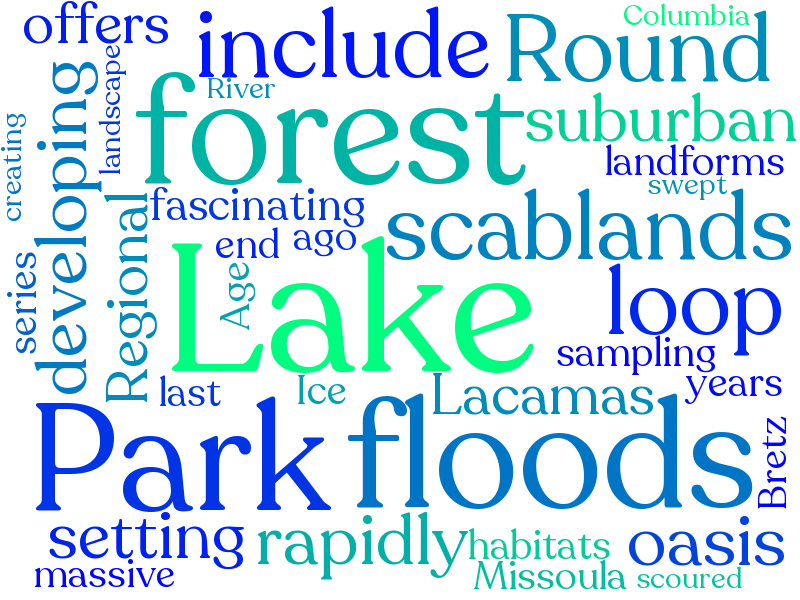 offers
include
Round
Columbia
landscape
River
forest
suburban
creating
developing
landforms
swept
fascinating
Regional
scablands
end
ago
series
Age
Lake
loop
sampling
last
Ice
Lacamas
years
Park
floods
Bretz
setting
rapidly
habitats
oasis
massive
Missoula
scoured